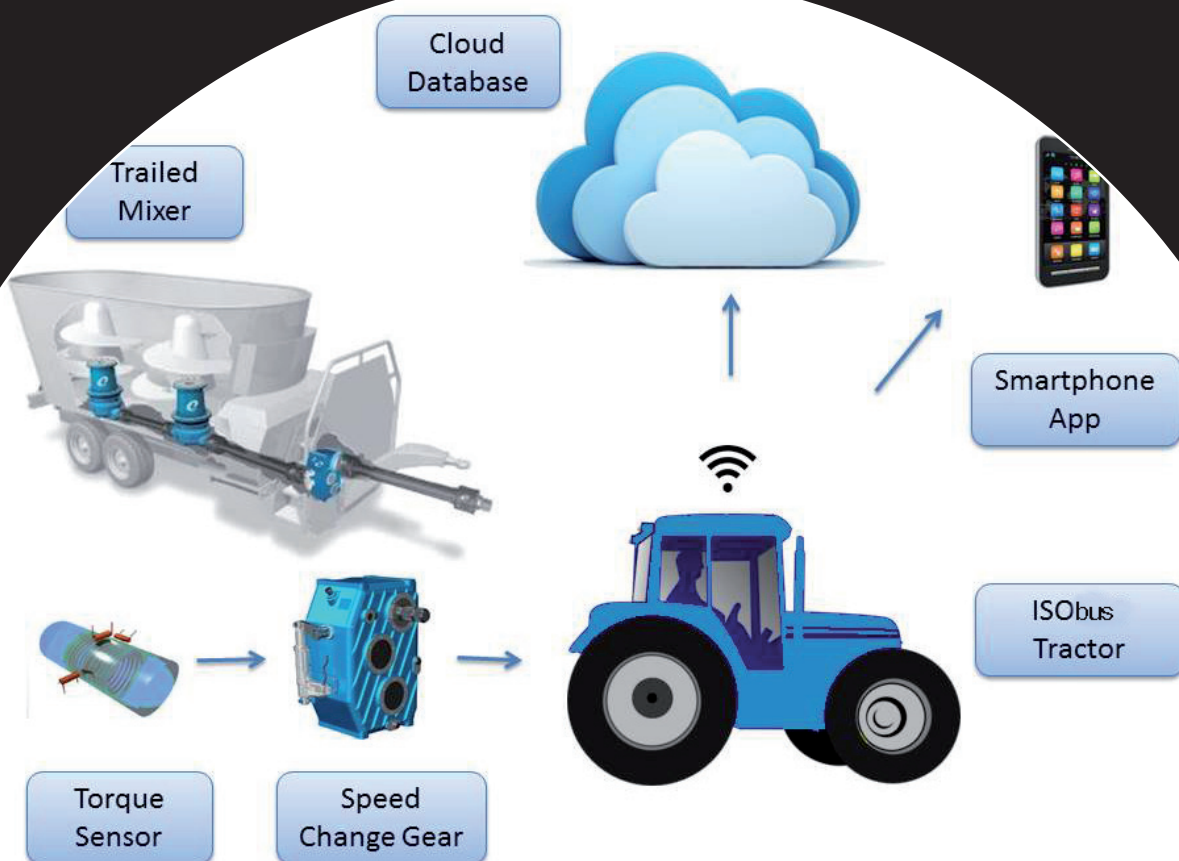 Cloud
Database
Trailed
Mixer
Smartphone
App
ISObus
Tractor
Torque
Sensor
Speed
Change Gear